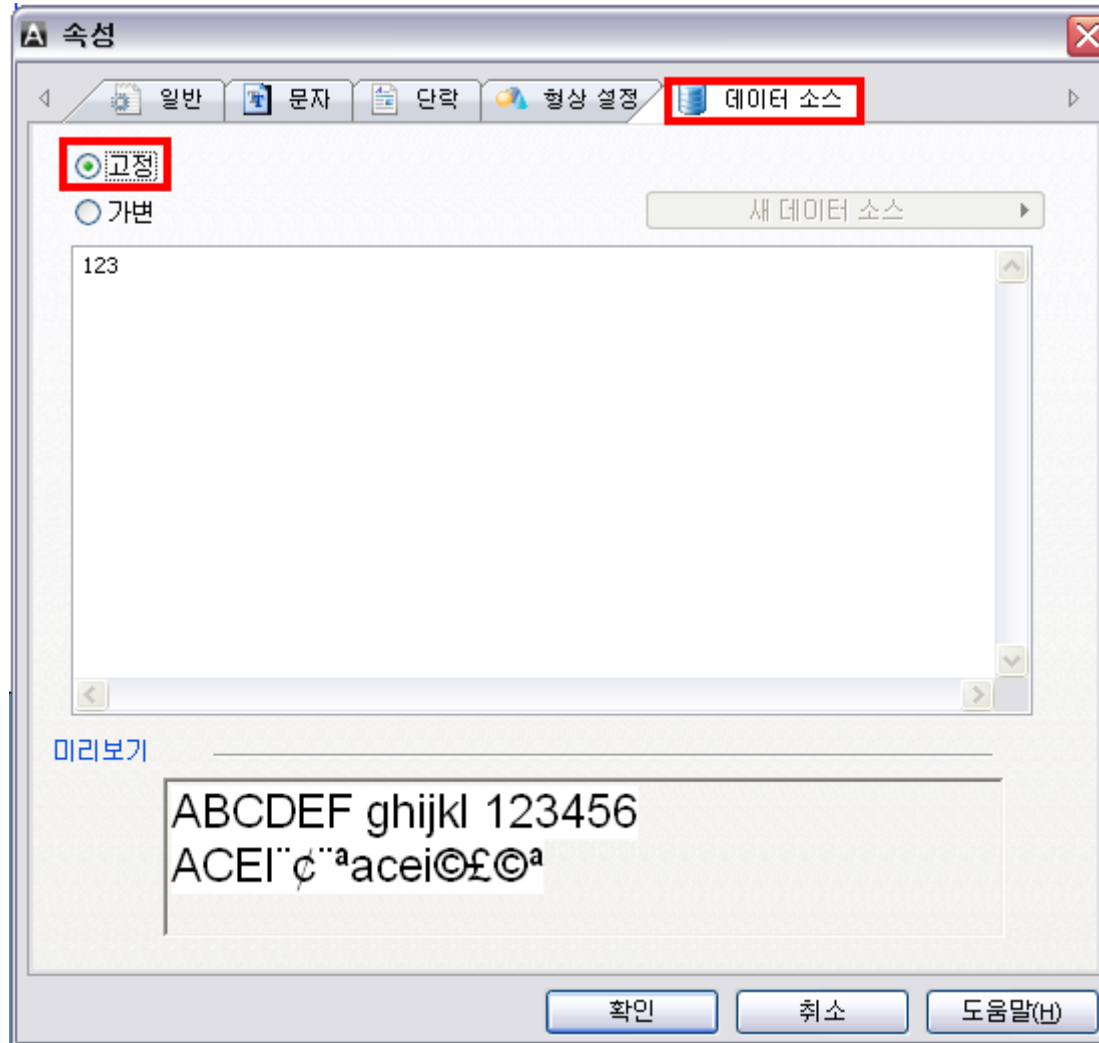 속성
일반 문자 단락 형상 설정 데이터 소스
고정
가변 새 데이터 소스
123
미리보기
ABCDEF ghijkl 123456
ACEI¨¢¨ªacei©£©ª
확인 취소 도움말(H)